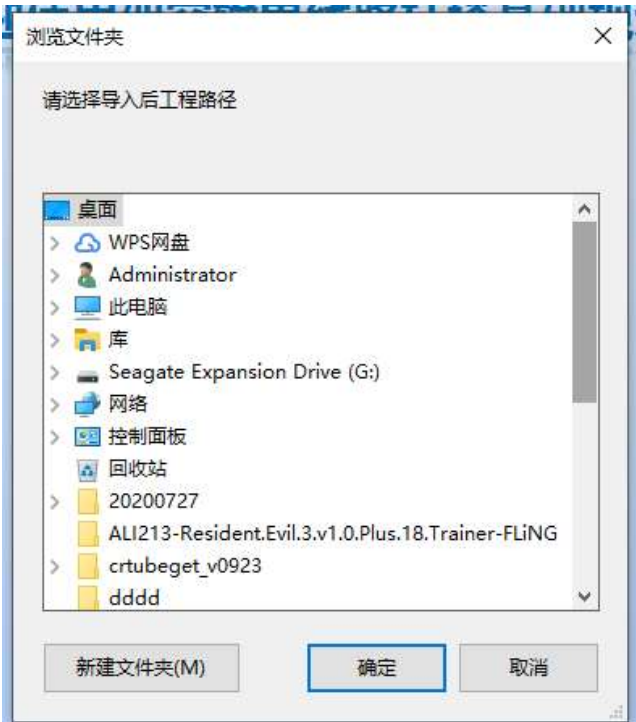 浏览文件夹
请选择导入后工程路径
桌面
WPS网盘
Administrator
此电脑
库
Seagate Expansion Drive (G:)
网络
控制面板
回收站
20200727
ALI213-Resident.Evil.3.v1.0.Plus.18.Trainer-FLiNG
crtubeget_v0923
dddd
新建文件夹(M)
确定
取消